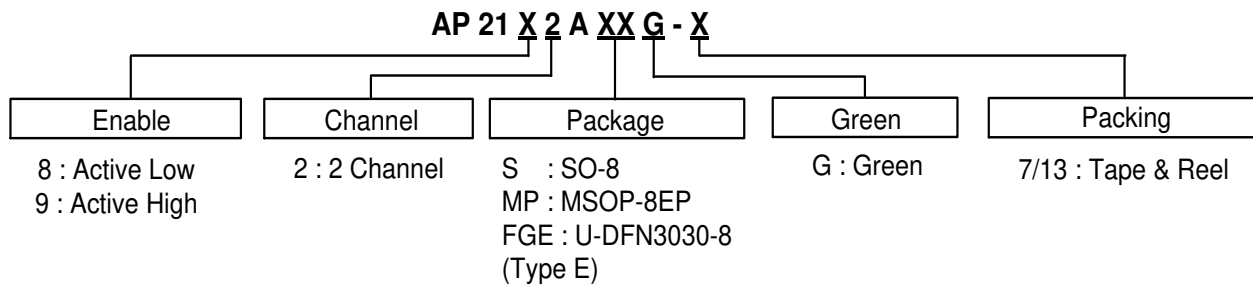 AP 21 X 2 A XX G - X
Enable
Channel
Package
Green
Packing
8 : Active Low
9 : Active High
2 : 2 Channel
S : SO-8
MP : MSOP-8EP
FGE : U-DFN3030-8
(Type E)
G : Green
7/13 : Tape & Reel